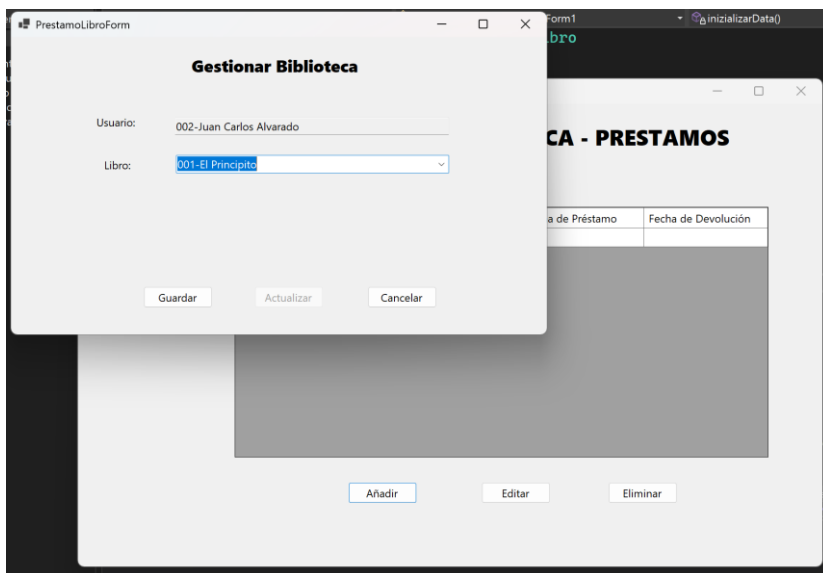 PrestamoLibroForm
Form1
inizializarData()
bro
Gestionar Biblioteca
Usuario:
002-Juan Carlos Alvarado
Libro:
001-El Principito
Guardar
Actualizar
Cancelar
CA - PRESTAMOS
a de Préstamo
Fecha de Devolución
Añadir
Editar
Eliminar